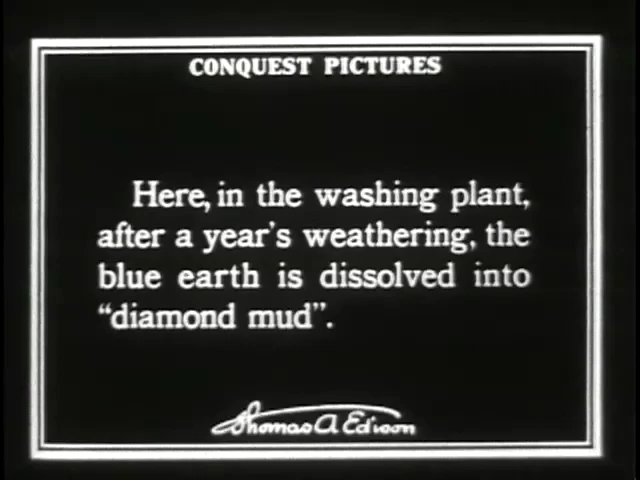 CONQUEST PICTURES
Here, in the washing plant,
after a year's weathering, the
blue earth is dissolved into
“diamond mud”.
Thomas A Edison